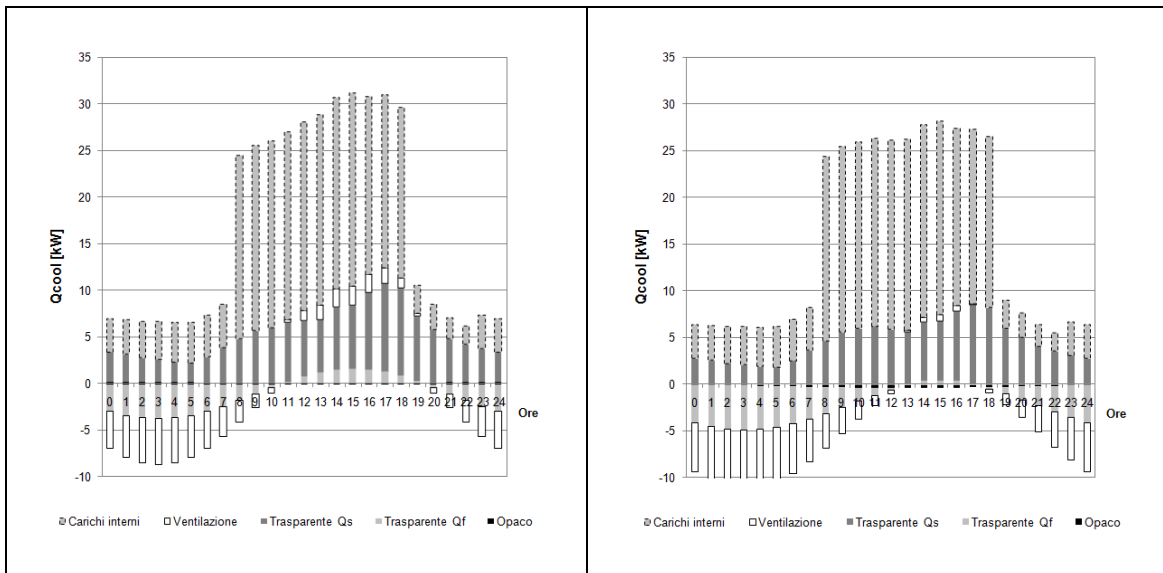 35
30
25
20
15
10
5
0
-5
-10
Qcool [kW]
0 1 2 3 4 5 6 7 8 9 10 11 12 13 14 15 16 17 18 19 20 21 22 23 24
Ore
Carichi interni Ventilazione Trasparente Qs Trasparente Qf Opaco
35
30
25
20
15
10
5
0
-5
-10
Qcool [kW]
0 1 2 3 4 5 6 7 8 9 10 11 12 13 14 15 16 17 18 19 20 21 22 23 24
Ore
Carichi interni Ventilazione Trasparente Qs Trasparente Qf Opaco